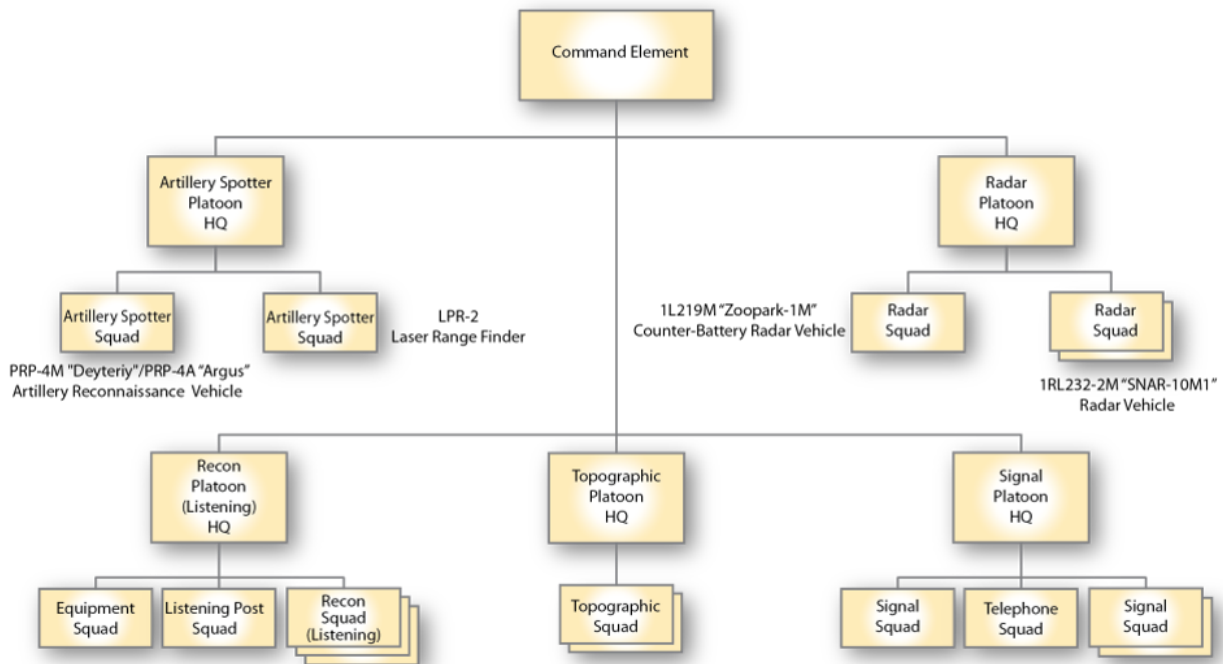 Command Element
Artillery Spotter
Platoon
HQ
Radar
Platoon
HQ
Artillery Spotter
Squad
Artillery Spotter
Squad
LPR-2
Laser Range Finder
1L219M "Zoopark-1M"
Counter-Battery Radar Vehicle
Radar
Squad
Radar
Squad
PRP-4M "Deyteriy"/PRP-4A "Argus"
Artillery Reconnaissance Vehicle
1RL232-2M "SNAR-10M1"
Radar Vehicle
Recon
Platoon
(Listening)
HQ
Topographic
Platoon
HQ
Signal
Platoon
HQ
Equipment
Squad
Listening Post
Squad
Recon
Squad
(Listening)
Topographic
Squad
Signal
Squad
Telephone
Squad
Signal
Squad